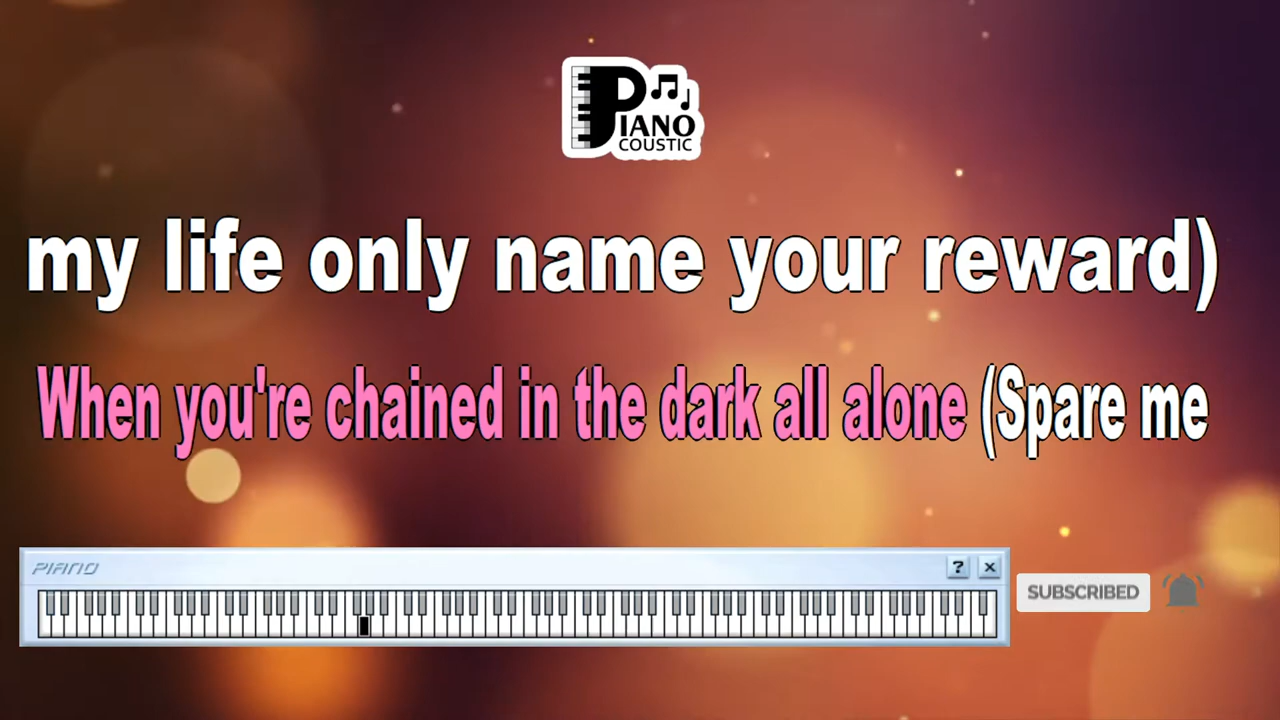 PIANO
COUSTIC
my life only name your reward)
When you're chained in the dark all alone (Spare me
PIANO
? ×
SUBSCRIBED